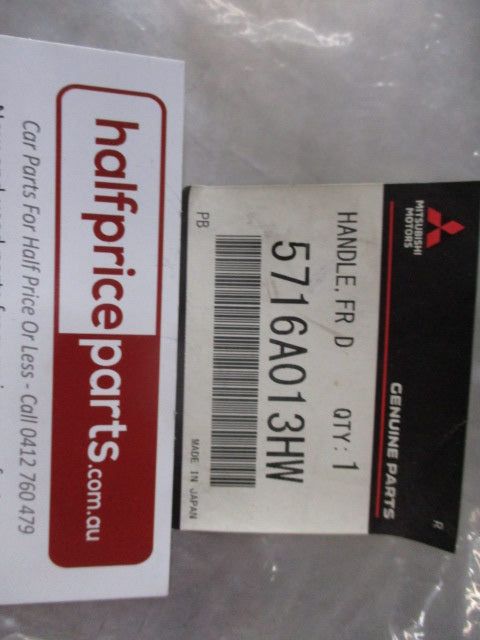 MITSUBISHI
MOTORS
GENUINE PARTS
R
HANDLE, FR D QTY: 1
5716A013HW
PB
MADE IN JAPAN
halfpriceparts.com.au
Car Parts For Half Price Or Less - Call 0412 760 479